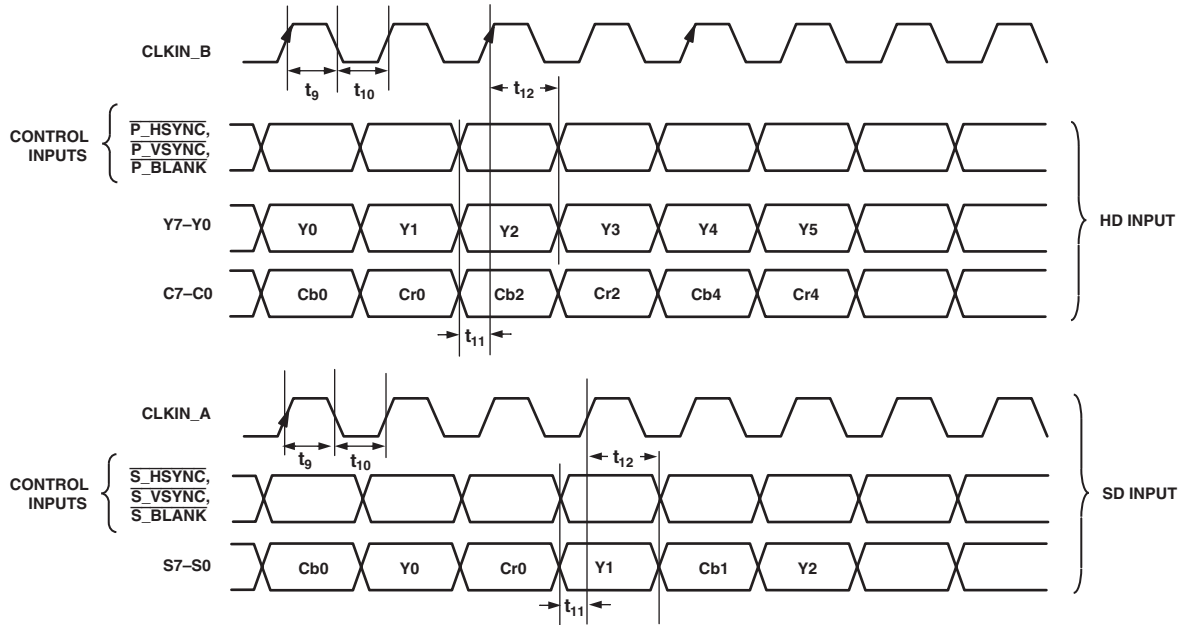 CLKIN_B
t9 t10 t12
CONTROL INPUTS
P_HSYNC,
P_VSYNC,
P_BLANK
Y7–Y0 Y0 Y1 Y2 Y3 Y4 Y5
HD INPUT
C7–C0 Cb0 Cr0 Cb2 Cr2 Cb4 Cr4
t11
CLKIN_A
t9 t10 t12
CONTROL INPUTS
S_HSYNC,
S_VSYNC,
S_BLANK
SD INPUT
S7–S0 Cb0 Y0 Cr0 Y1 Cb1 Y2
t11